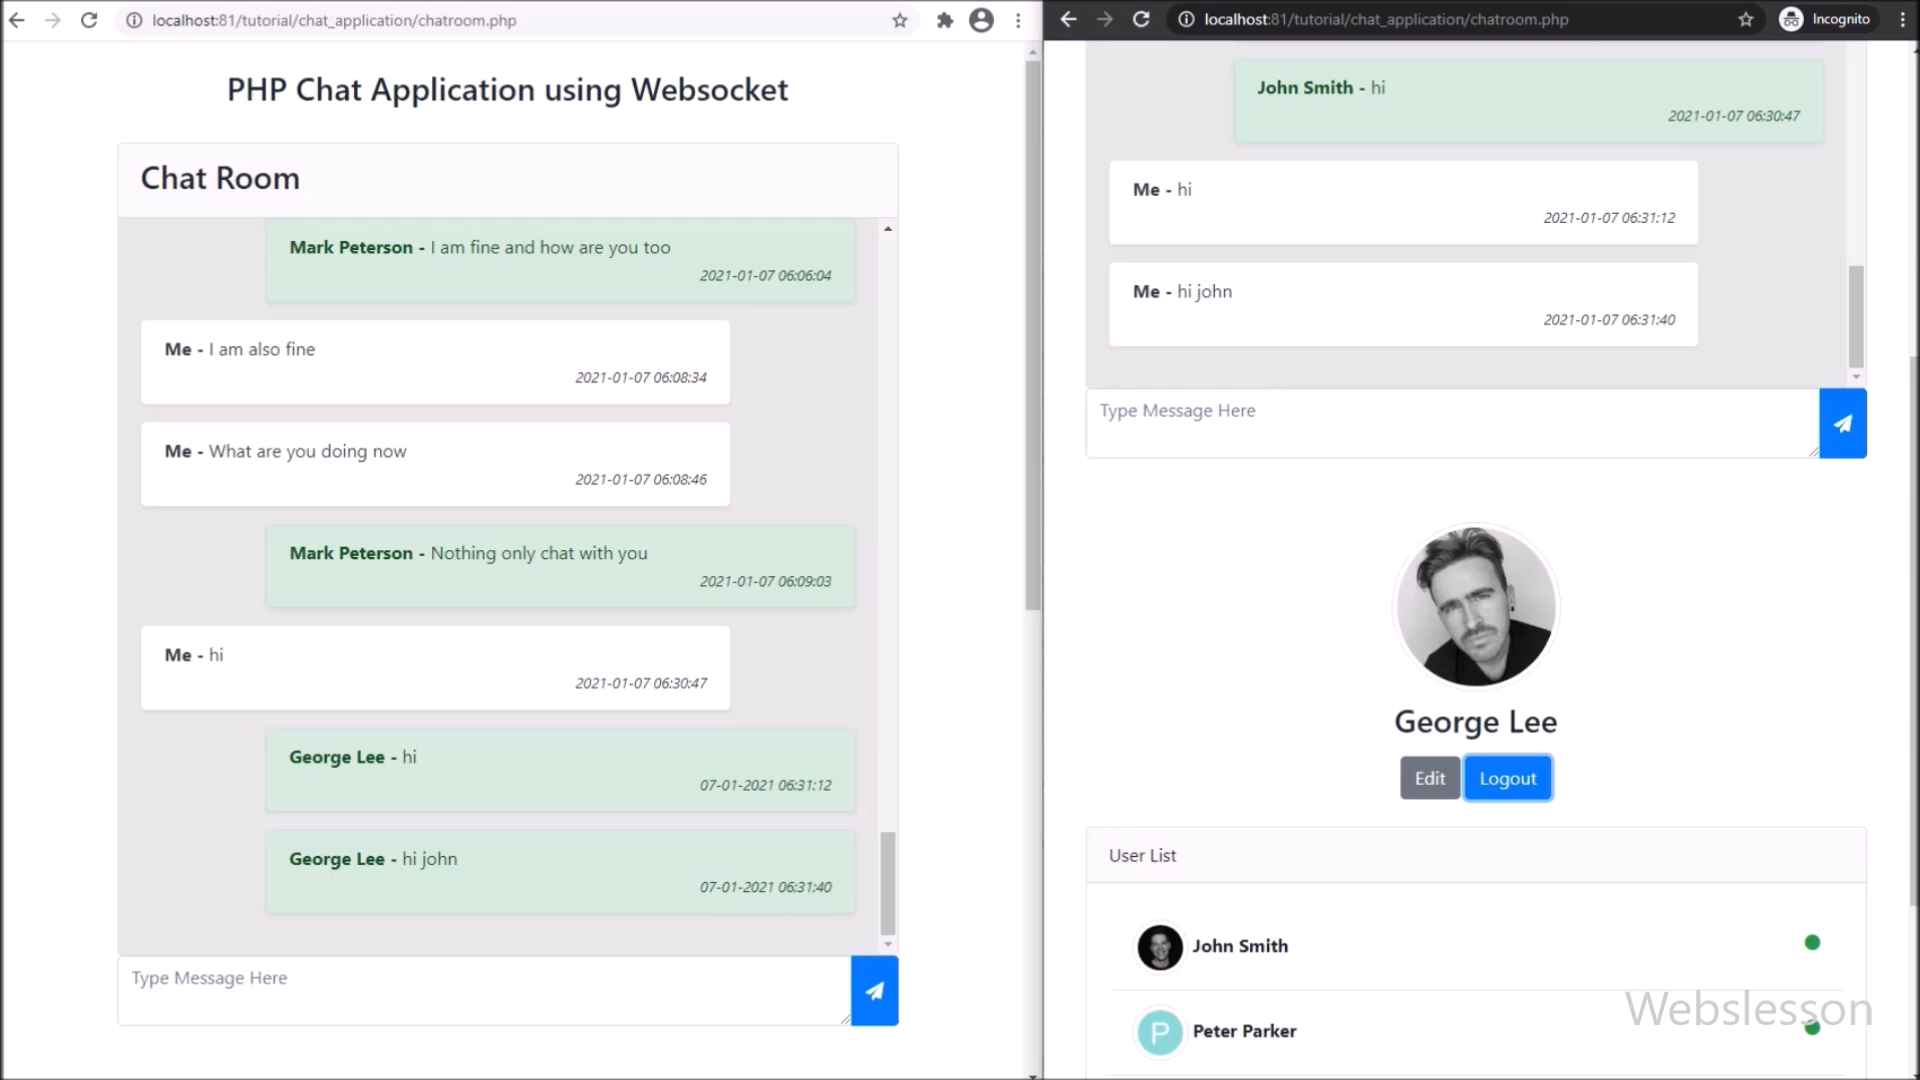 localhost:81/tutorial/chat_application/chatroom.php
PHP Chat Application using Websocket
Chat Room
Mark Peterson - I am fine and how are you too
2021-01-07 06:06:04
Me - I am also fine
2021-01-07 06:08:34
Me - What are you doing now
2021-01-07 06:08:46
Mark Peterson - Nothing only chat with you
2021-01-07 06:09:03
Me - hi
2021-01-07 06:30:47
George Lee - hi
07-01-2021 06:31:12
George Lee - hi john
07-01-2021 06:31:40
Type Message Here
localhost:81/tutorial/chat_application/chatroom.php
Incognito
John Smith - hi
2021-01-07 06:30:47
Me - hi
2021-01-07 06:31:12
Me - hi john
2021-01-07 06:31:40
Type Message Here
George Lee
Edit Logout
User List
John Smith
P Peter Parker
Webslesson